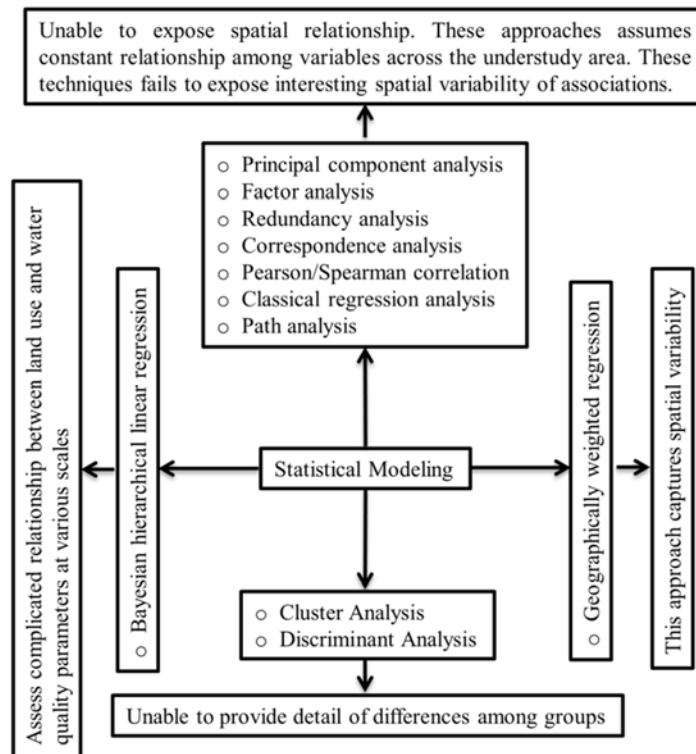 Unable to expose spatial relationship. These approaches assumes
constant relationship among variables across the understudy area. These
techniques fails to expose interesting spatial variability of associations.
○ Principal component analysis
○ Factor analysis
○ Redundancy analysis
○ Correspondence analysis
○ Pearson/Spearman correlation
○ Classical regression analysis
○ Path analysis
Assess complicated relationship between land use and water
quality parameters at various scales
○ Bayesian hierarchical linear regression
Statistical Modeling
○ Geographically weighted regression
This approach captures spatial variability
○ Cluster Analysis
○ Discriminant Analysis
Unable to provide detail of differences among groups